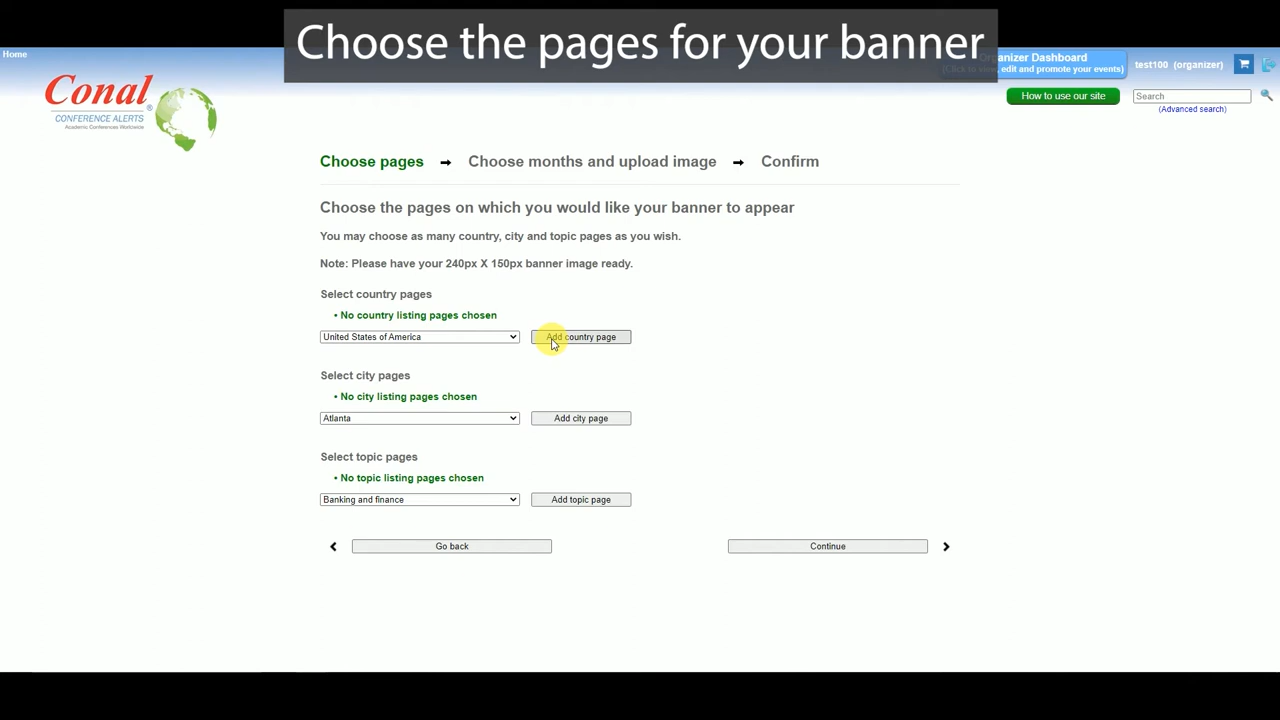 Choose the pages for your banner
Home
Organizer Dashboard
test100 (organizer)
Conal
®
CONFERENCE ALERTS
Academic Conferences Worldwide
How to use our site
Search
(Advanced search)
Choose pages → Choose months and upload image → Confirm
Choose the pages on which you would like your banner to appear
You may choose as many country, city and topic pages as you wish.
Note: Please have your 240px X 150px banner image ready.
Select country pages
• No country listing pages chosen
United States of America
Add country page
Select city pages
• No city listing pages chosen
Atlanta
Add city page
Select topic pages
• No topic listing pages chosen
Banking and finance
Add topic page
Go back
Continue